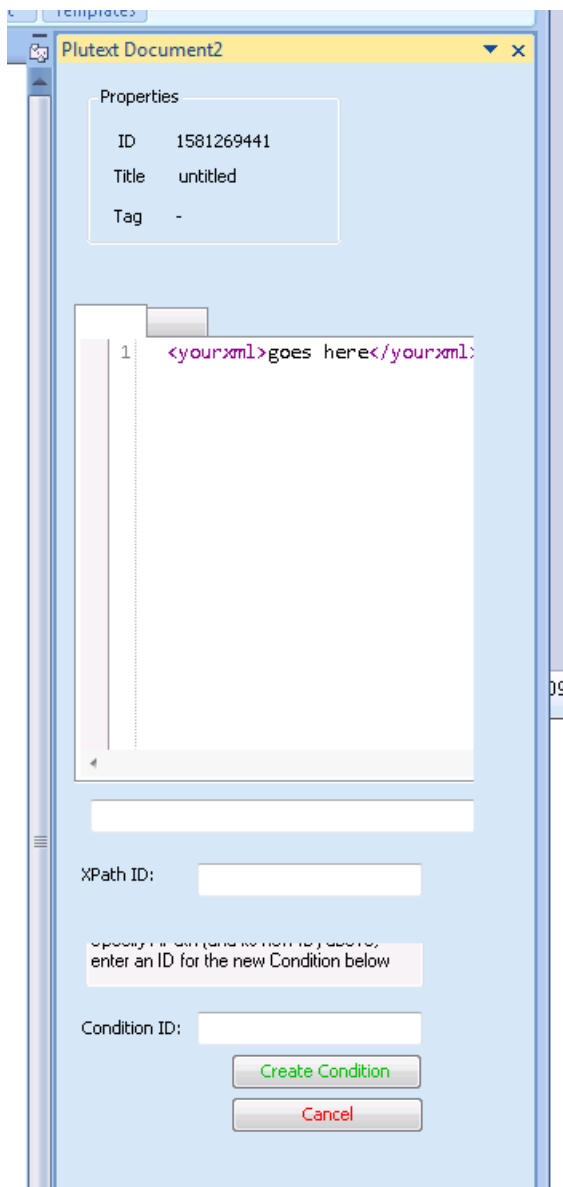 Templates
Plutext Document2
Properties
ID 1581269441
Title untitled
Tag -
1 <yourxml>goes here</yourxml>
XPath ID:
enter an ID for the new Condition below
Condition ID:
Create Condition
Cancel